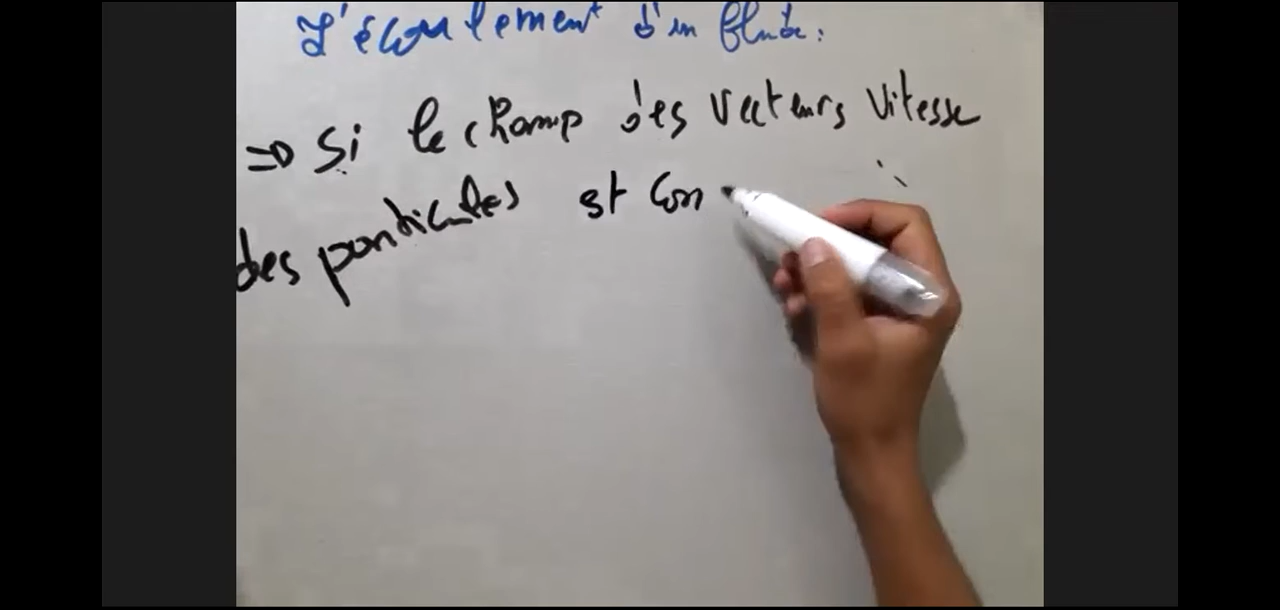 L'écoulement d'un fluide.
⇒ Si le champ des vecteurs vitesse
des particules est con